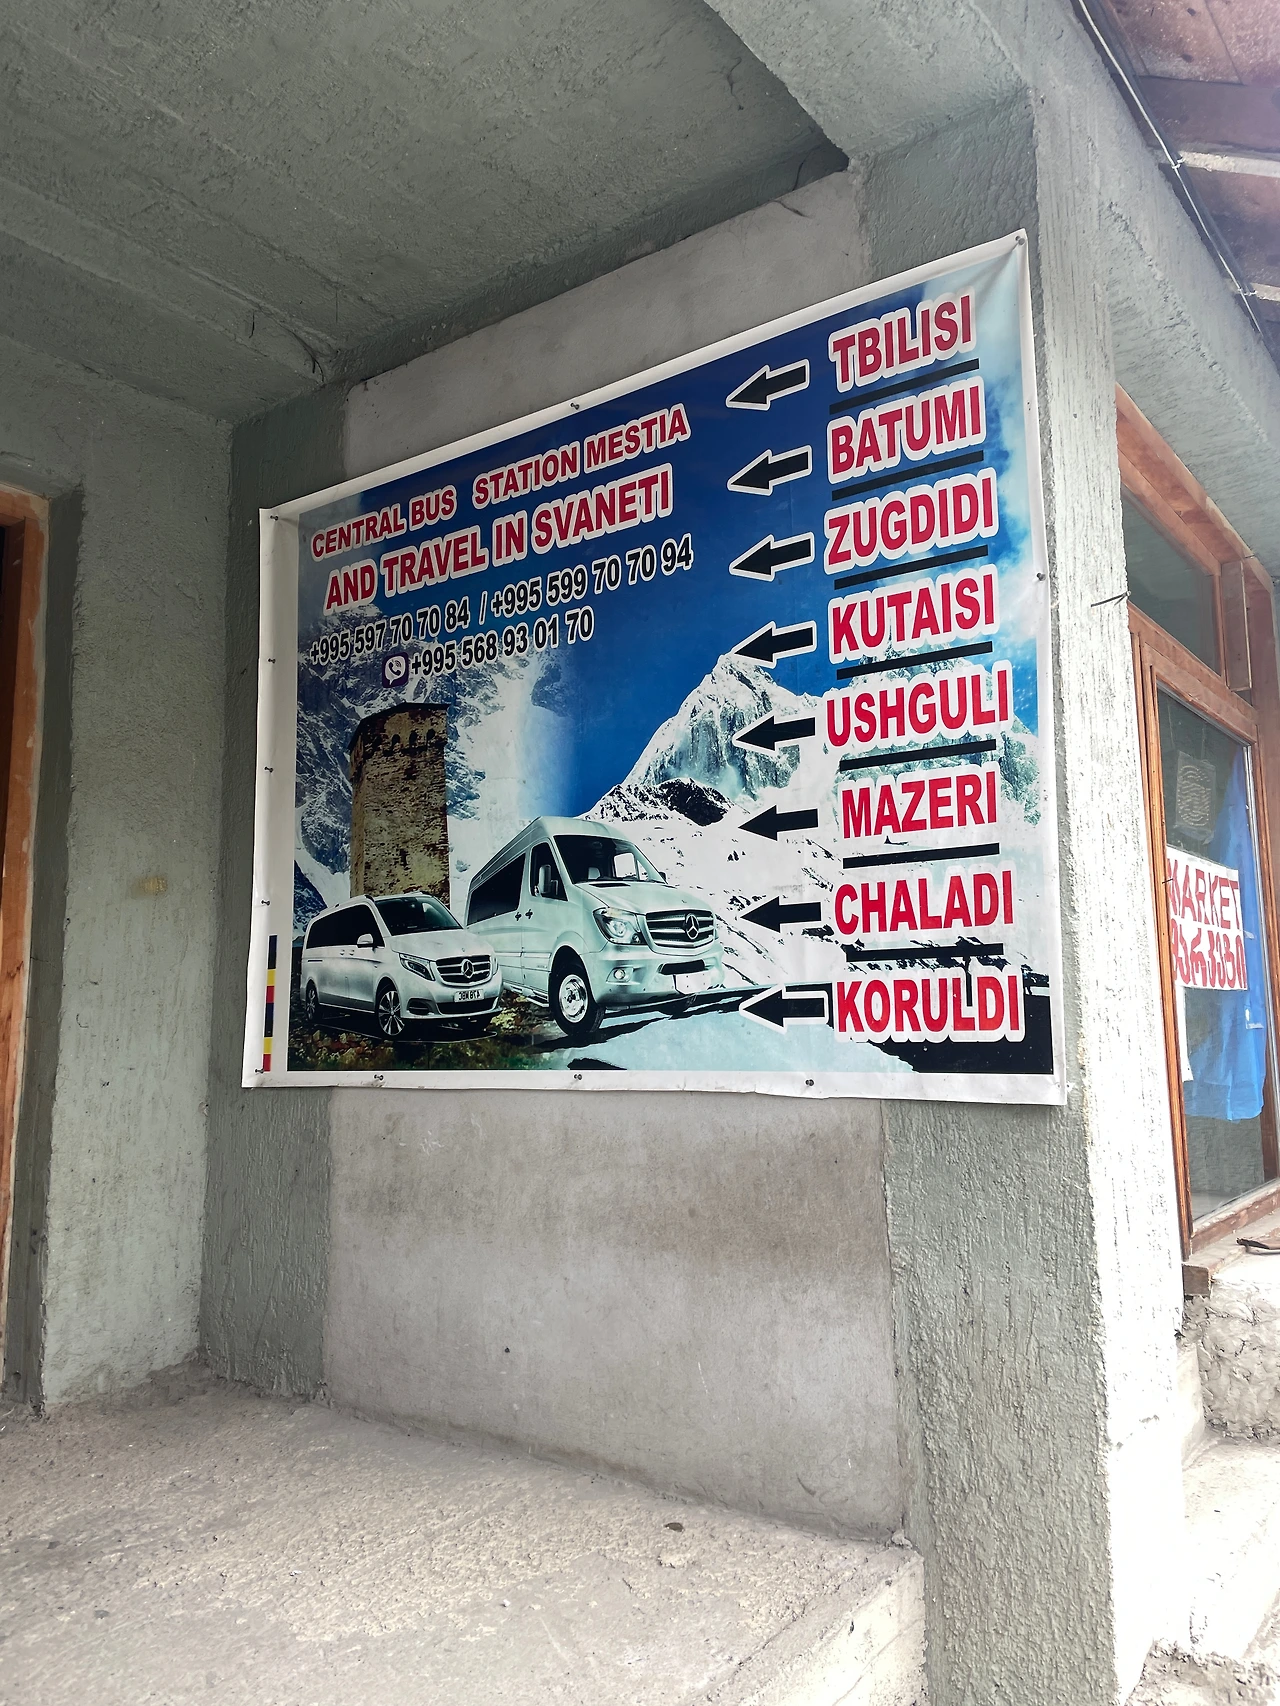 CENTRAL BUS STATION MESTIA
AND TRAVEL IN SVANETI
+995 597 70 70 84 / +995 599 70 70 94
+995 568 93 01 70
TBILISI
BATUMI
ZUGDIDI
KUTAISI
USHGULI
MAZERI
CHALADI
KORULDI
MARKET
მარკეტი